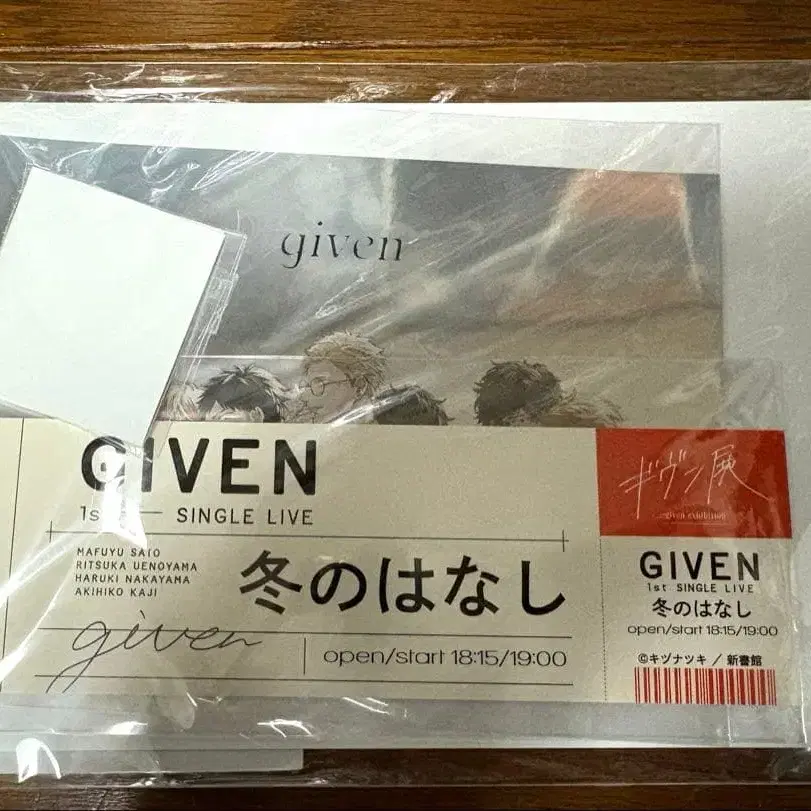 given
GIVEN
1st SINGLE LIVE
MAFUYU SATO
RITSUKA UENOYAMA
HARUKI NAKAYAMA
AKIHIKO KAJI
冬のはなし
given
open/start 18:15/19:00
ギヴン展
given exhibition
GIVEN
1st SINGLE LIVE
冬のはなし
open/start 18:15/19:00
©キヅナツキ / 新書館